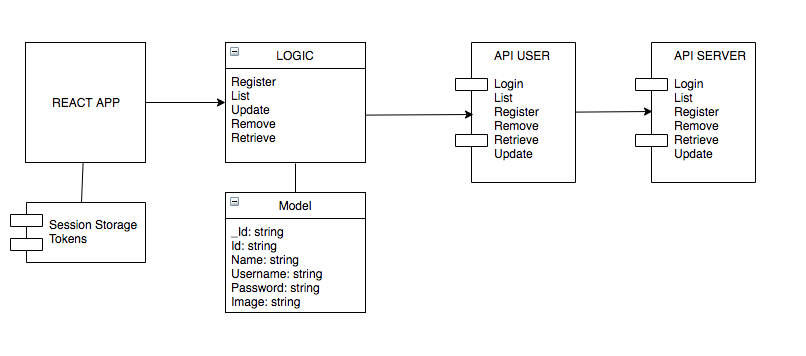 REACT APP
Session Storage
Tokens
LOGIC
Register
List
Update
Remove
Retrieve
Model
_Id: string
Id: string
Name: string
Username: string
Password: string
Image: string
API USER
Login
List
Register
Remove
Retrieve
Update
API SERVER
Login
List
Register
Remove
Retrieve
Update